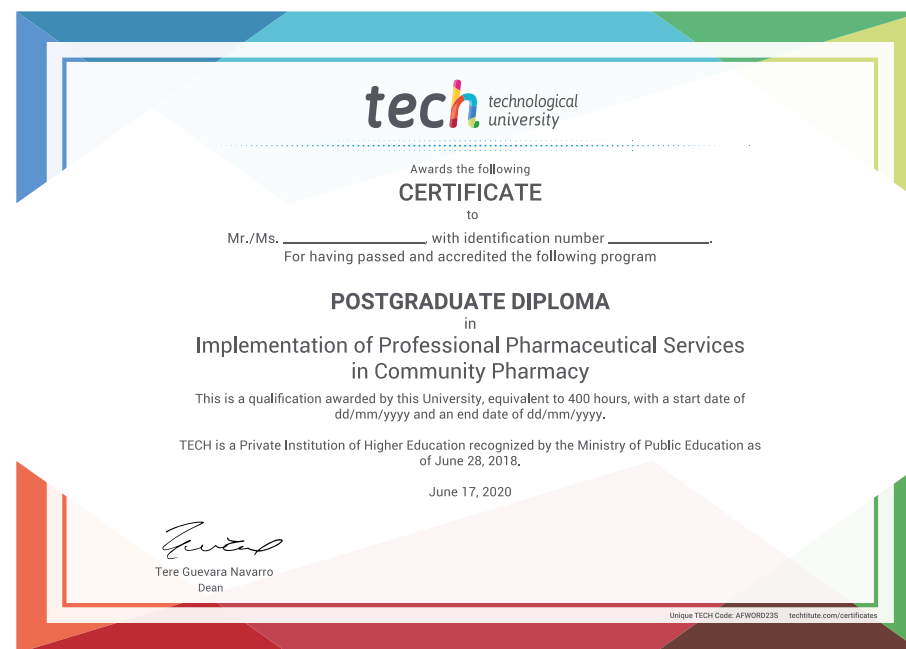 tech technological
university
Awards the following
CERTIFICATE
to
Mr./Ms. ____________, with identification number ____________.
For having passed and accredited the following program
POSTGRADUATE DIPLOMA
in
Implementation of Professional Pharmaceutical Services
in Community Pharmacy
This is a qualification awarded by this University, equivalent to 400 hours, with a start date of
dd/mm/yyyy and an end date of dd/mm/yyyy.
TECH is a Private Institution of Higher Education recognized by the Ministry of Public Education as
of June 28, 2018.
June 17, 2020
Tere Guevara Navarro
Dean
Unique TECH Code: AFWORD23S techtitute.com/certificates